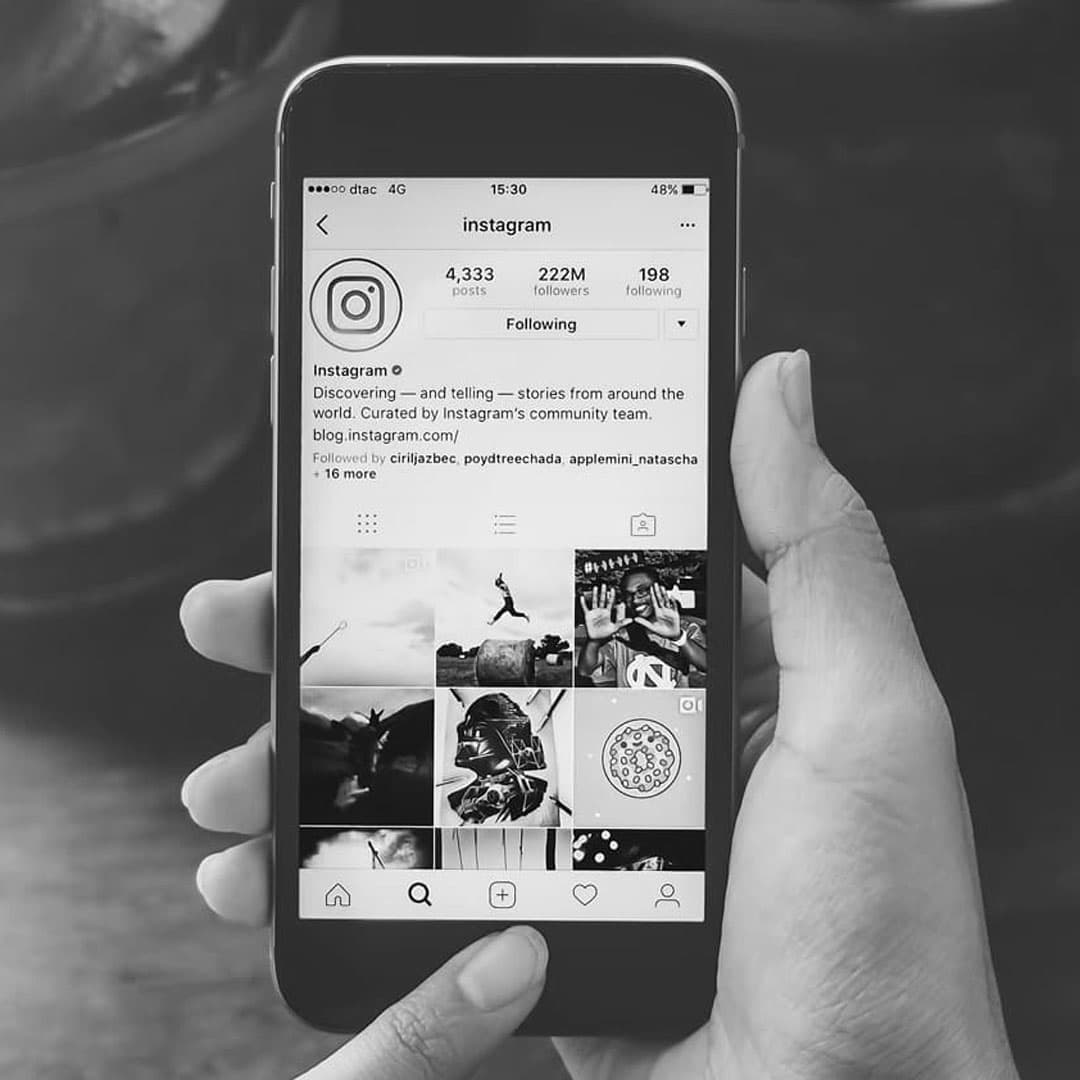 dtac 4G 15:30 48%
instagram
4,333 222M 198
posts followers following
Following
Instagram
Discovering — and telling — stories from around the
world. Curated by Instagram's community team.
blog.instagram.com/
Followed by ciriljazbec, poydtreechada, applemini_natascha
+ 16 more